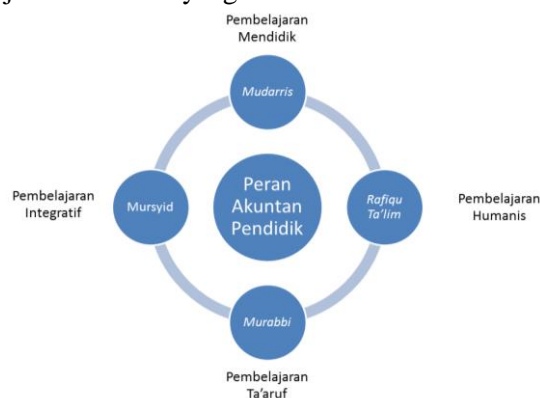 Pembelajaran
Mendidik
Mudarris
Pembelajaran
Integratif
Mursyid
Peran
Akuntan
Pendidik
Rafiqu
Ta'lim
Pembelajaran
Humanis
Murabbi
Pembelajaran
Ta'aruf